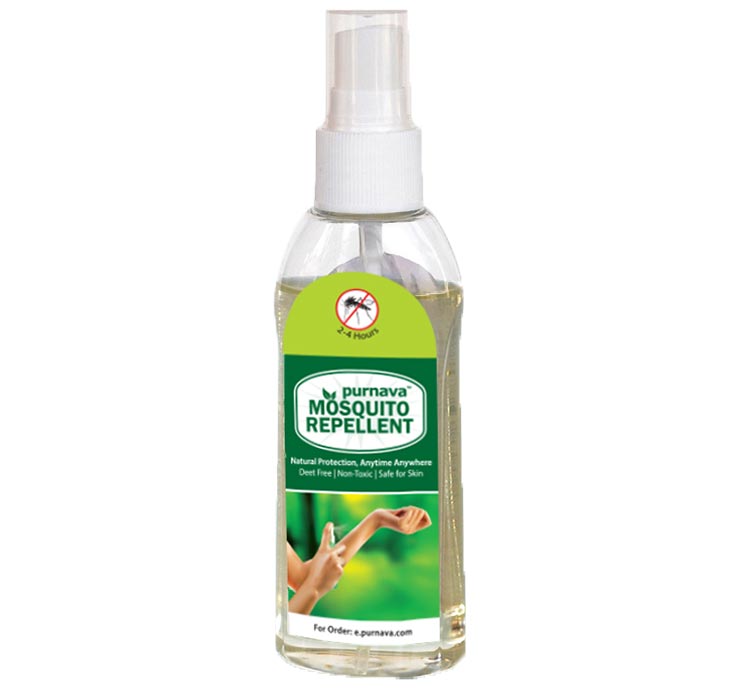 2-4 Hours
purnava™
MOSQUITO
REPELLENT
Natural Protection, Anytime Anywhere
Deet Free | Non-Toxic | Safe for Skin
For Order: e.purnava.com